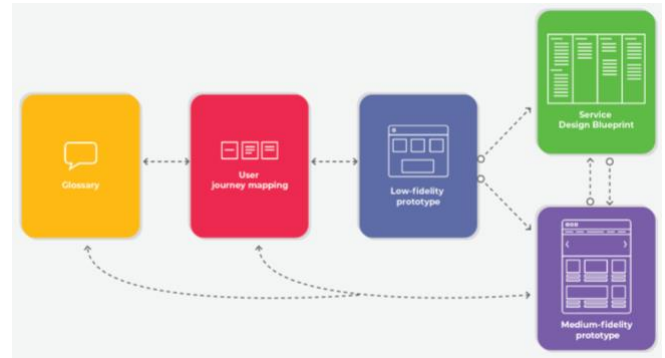 Glossary
User
journey mapping
Low-fidelity
prototype
Service
Design Blueprint
Medium-fidelity
prototype